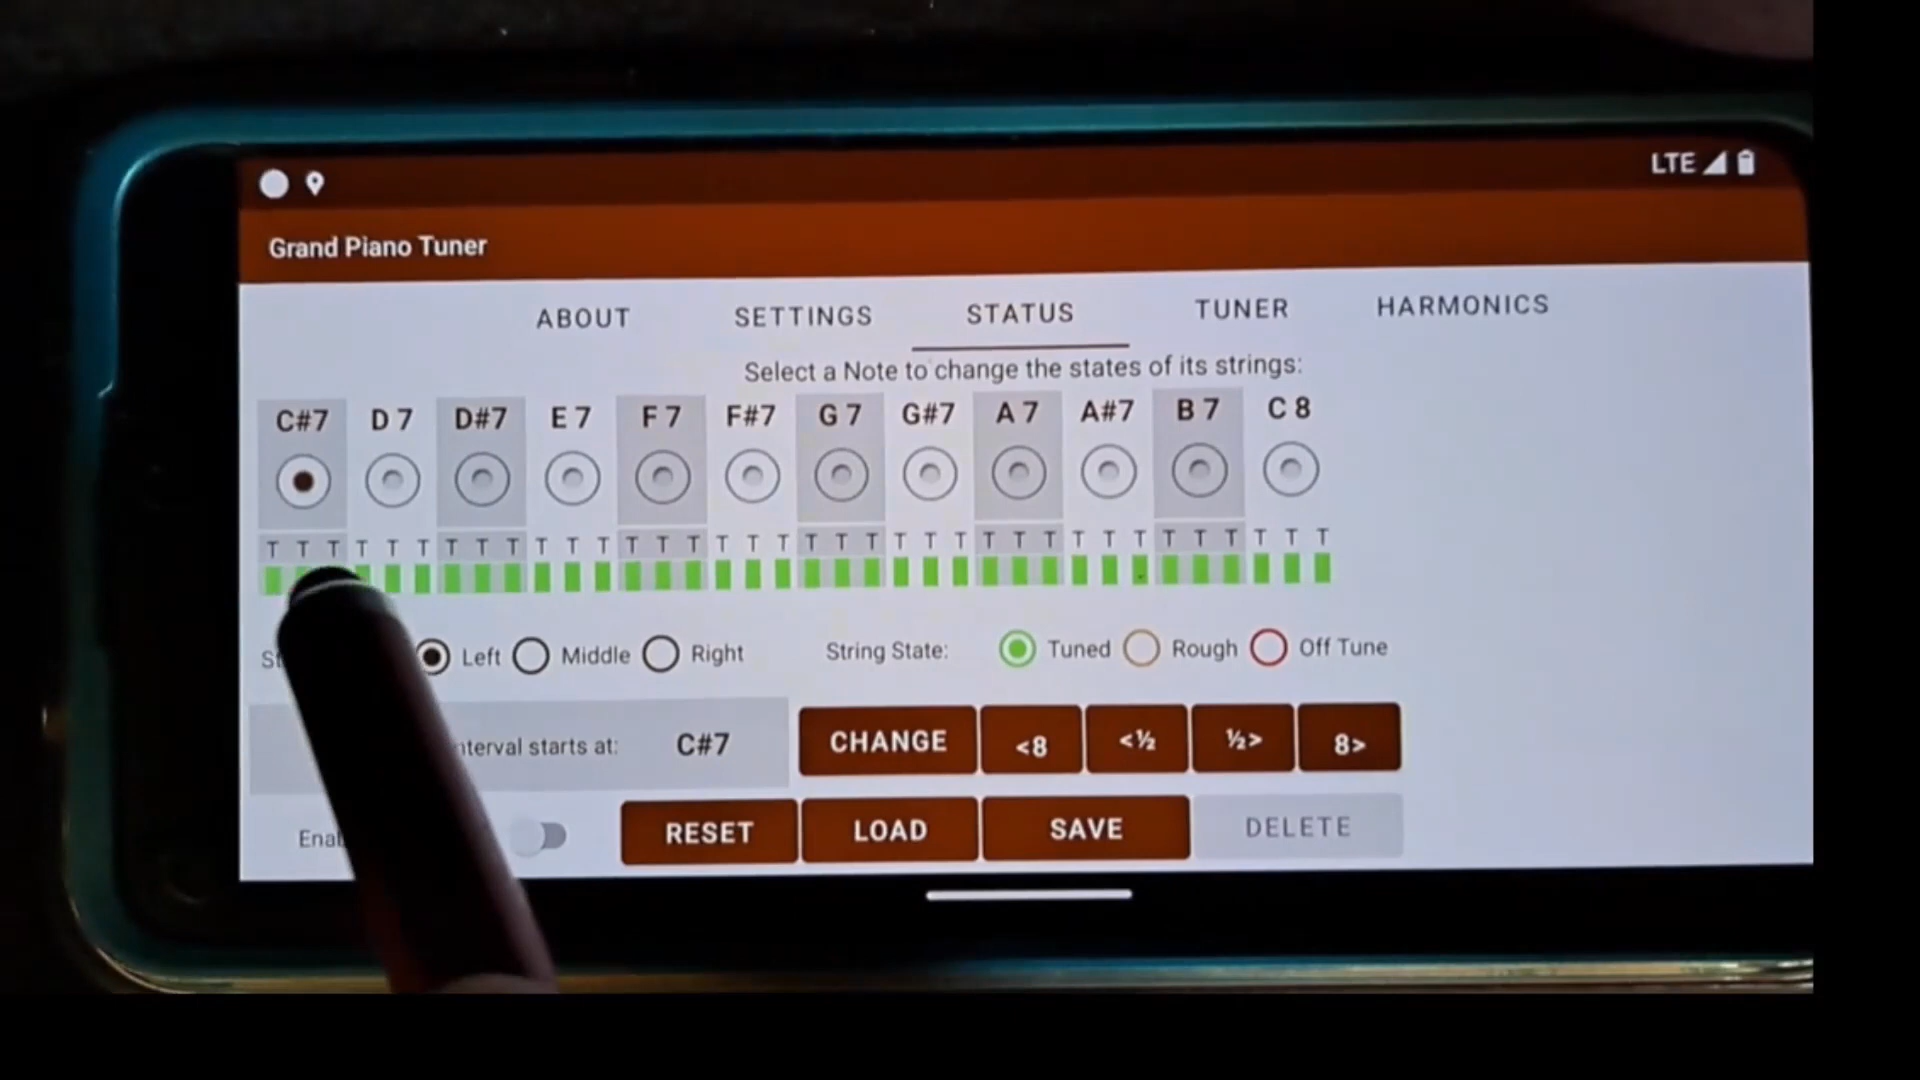 LTE
Grand Piano Tuner
ABOUT SETTINGS STATUS TUNER HARMONICS
Select a Note to change the states of its strings:
C#7 D 7 D#7 E 7 F 7 F#7 G 7 G#7 A 7 A#7 B 7 C 8
T T T T T T T T T T T T T T T T T T T T T T T T T T T T T T T T T T T T
Left Middle Right String State: Tuned Rough Off Tune
starts at: C#7 CHANGE <8 <½ ½> 8>
RESET LOAD SAVE DELETE